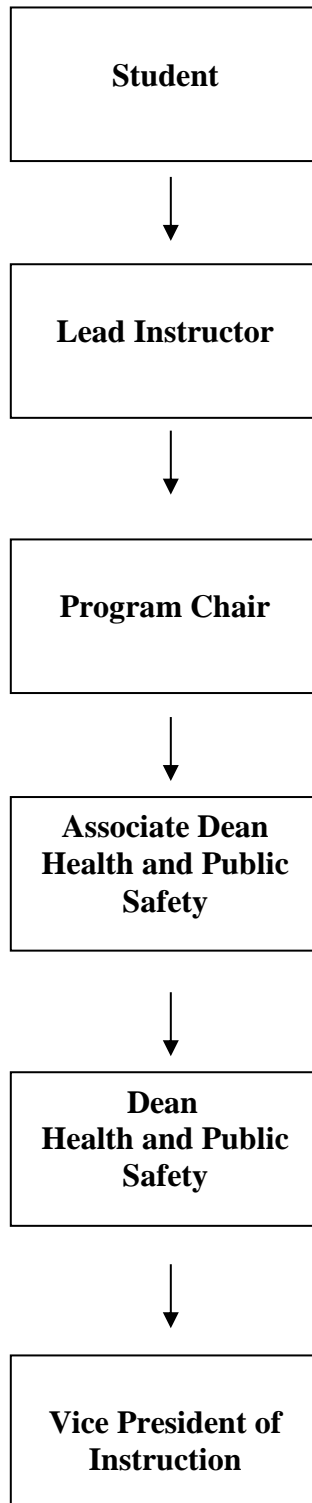 Student
Lead Instructor
Program Chair
Associate Dean
Health and Public
Safety
Dean
Health and Public
Safety
Vice President of
Instruction